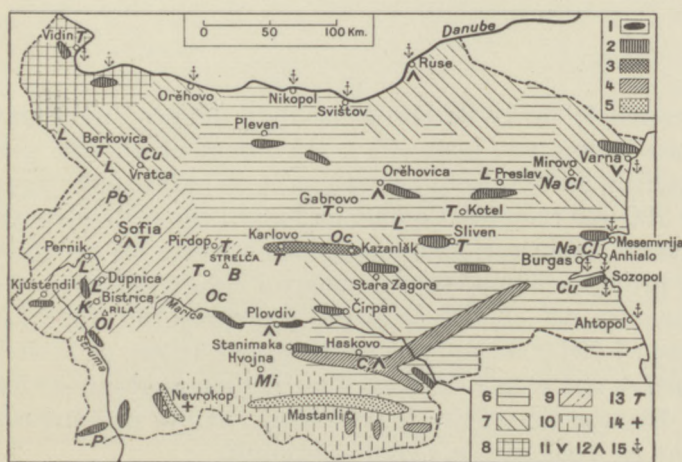 0 50 100 Km.
Danube
1
2
3
4
5
Vidin T
Ruse
Λ
Orěhovo
Nikopol
Svištov
Pleven
L
Berkovica
T
L
Cu
Vratca
Mirovo
Varna
V
Orěhovica
Λ
L Preslav
Na Cl
Pb
Gabrovo
T
T Kotel
L
Sofia
Λ T
Pirdop T
Karlovo
T
Oc
Kazanlăk
Sliven
T
Na Cl
Mesemvrija
Anhialo
Pernik
L
STRELČA
T B
Burgas
Sozopol
Cu
Kjustendil
L Dupnica
K Bistrica
RILA
Ol
Oc
Stara Zagora
Marica
Plovdiv
Λ
Čirpan
Ahtopol
Struma
Stanimaka
Haskovo
C, Λ
Hvojna
Mi
Nevrokop
+
Mastanli
P
6 9 13 T
7 10 14 +
8 11 V 12 Λ 15